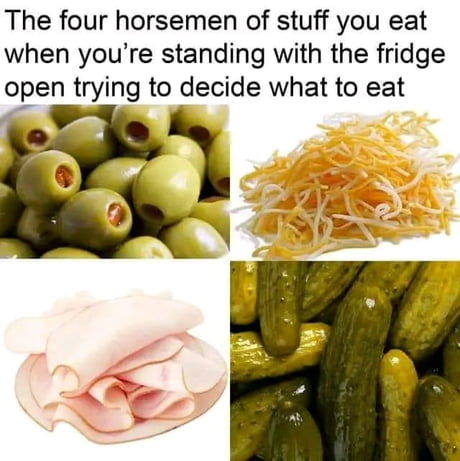 The four horsemen of stuff you eat
when you’re standing with the fridge
open trying to decide what to eat